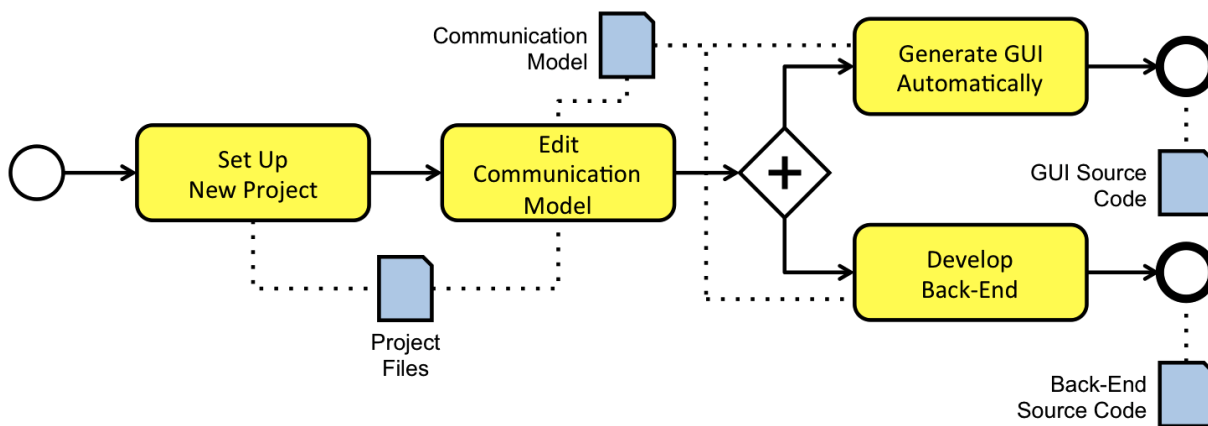 Communication
Model
Generate GUI
Automatically
Set Up
New Project
Edit
Communication
Model
GUI Source
Code
Develop
Back-End
Project
Files
Back-End
Source Code